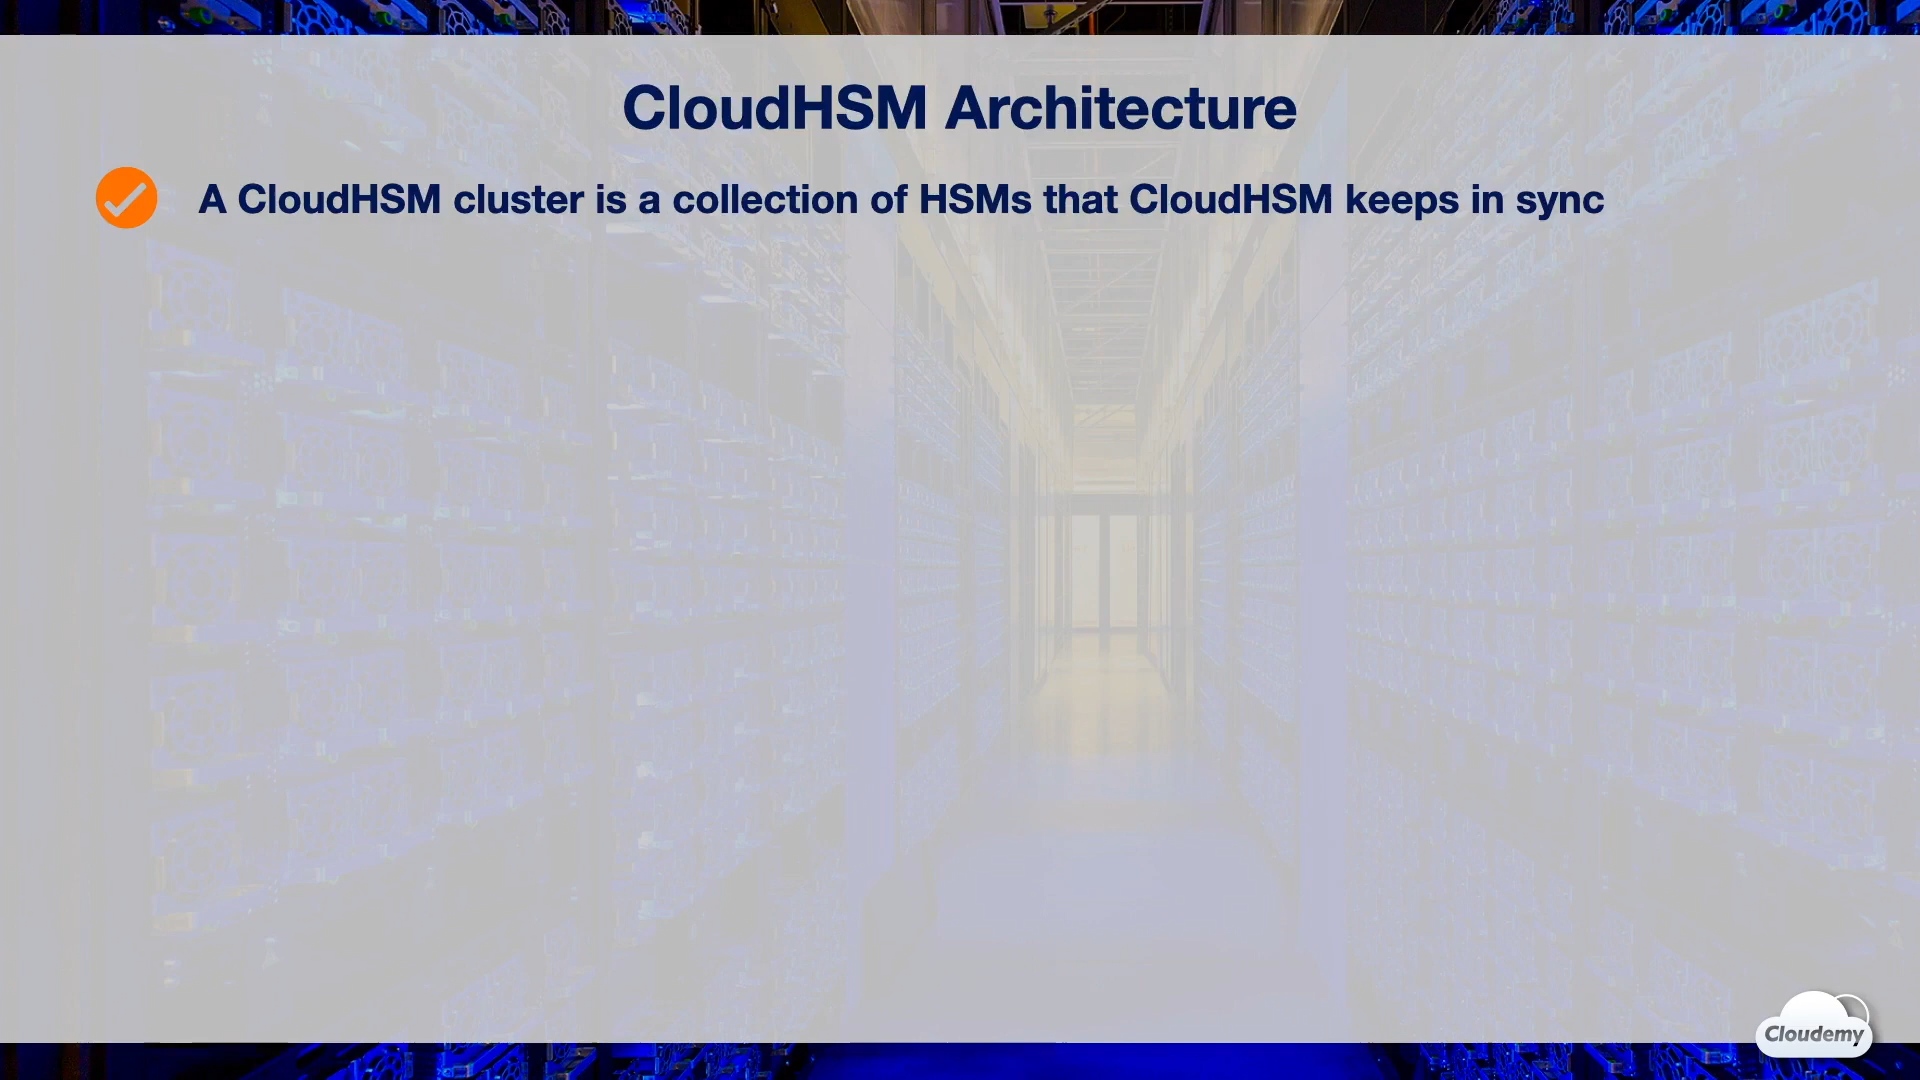 CloudHSM Architecture
A CloudHSM cluster is a collection of HSMs that CloudHSM keeps in sync
Cloudemy